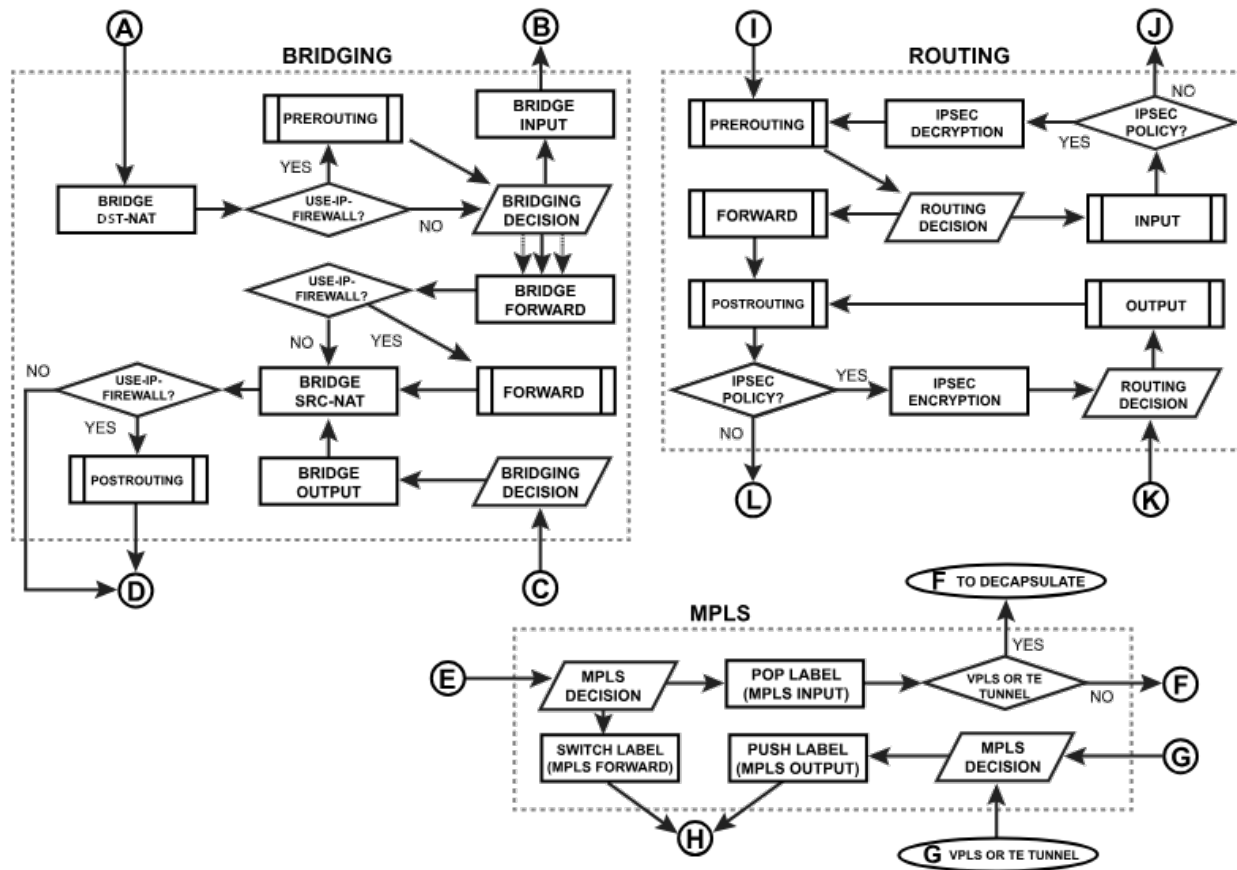 A
B
BRIDGING
PREROUTING
BRIDGE
INPUT
YES
BRIDGE
DST-NAT
USE-IP-
FIREWALL?
NO
BRIDGING
DECISION
USE-IP-
FIREWALL?
BRIDGE
FORWARD
NO
YES
NO
USE-IP-
FIREWALL?
BRIDGE
SRC-NAT
FORWARD
YES
POSTROUTING
BRIDGE
OUTPUT
BRIDGING
DECISION
D
C
I
J
ROUTING
NO
PREROUTING
IPSEC
DECRYPTION
IPSEC
POLICY?
YES
FORWARD
ROUTING
DECISION
INPUT
POSTROUTING
OUTPUT
IPSEC
POLICY?
YES
IPSEC
ENCRYPTION
ROUTING
DECISION
NO
L
K
F TO DECAPSULATE
MPLS
YES
E
MPLS
DECISION
POP LABEL
(MPLS INPUT)
VPLS OR TE
TUNNEL
NO
F
SWITCH LABEL
(MPLS FORWARD)
PUSH LABEL
(MPLS OUTPUT)
MPLS
DECISION
G
H
G VPLS OR TE TUNNEL